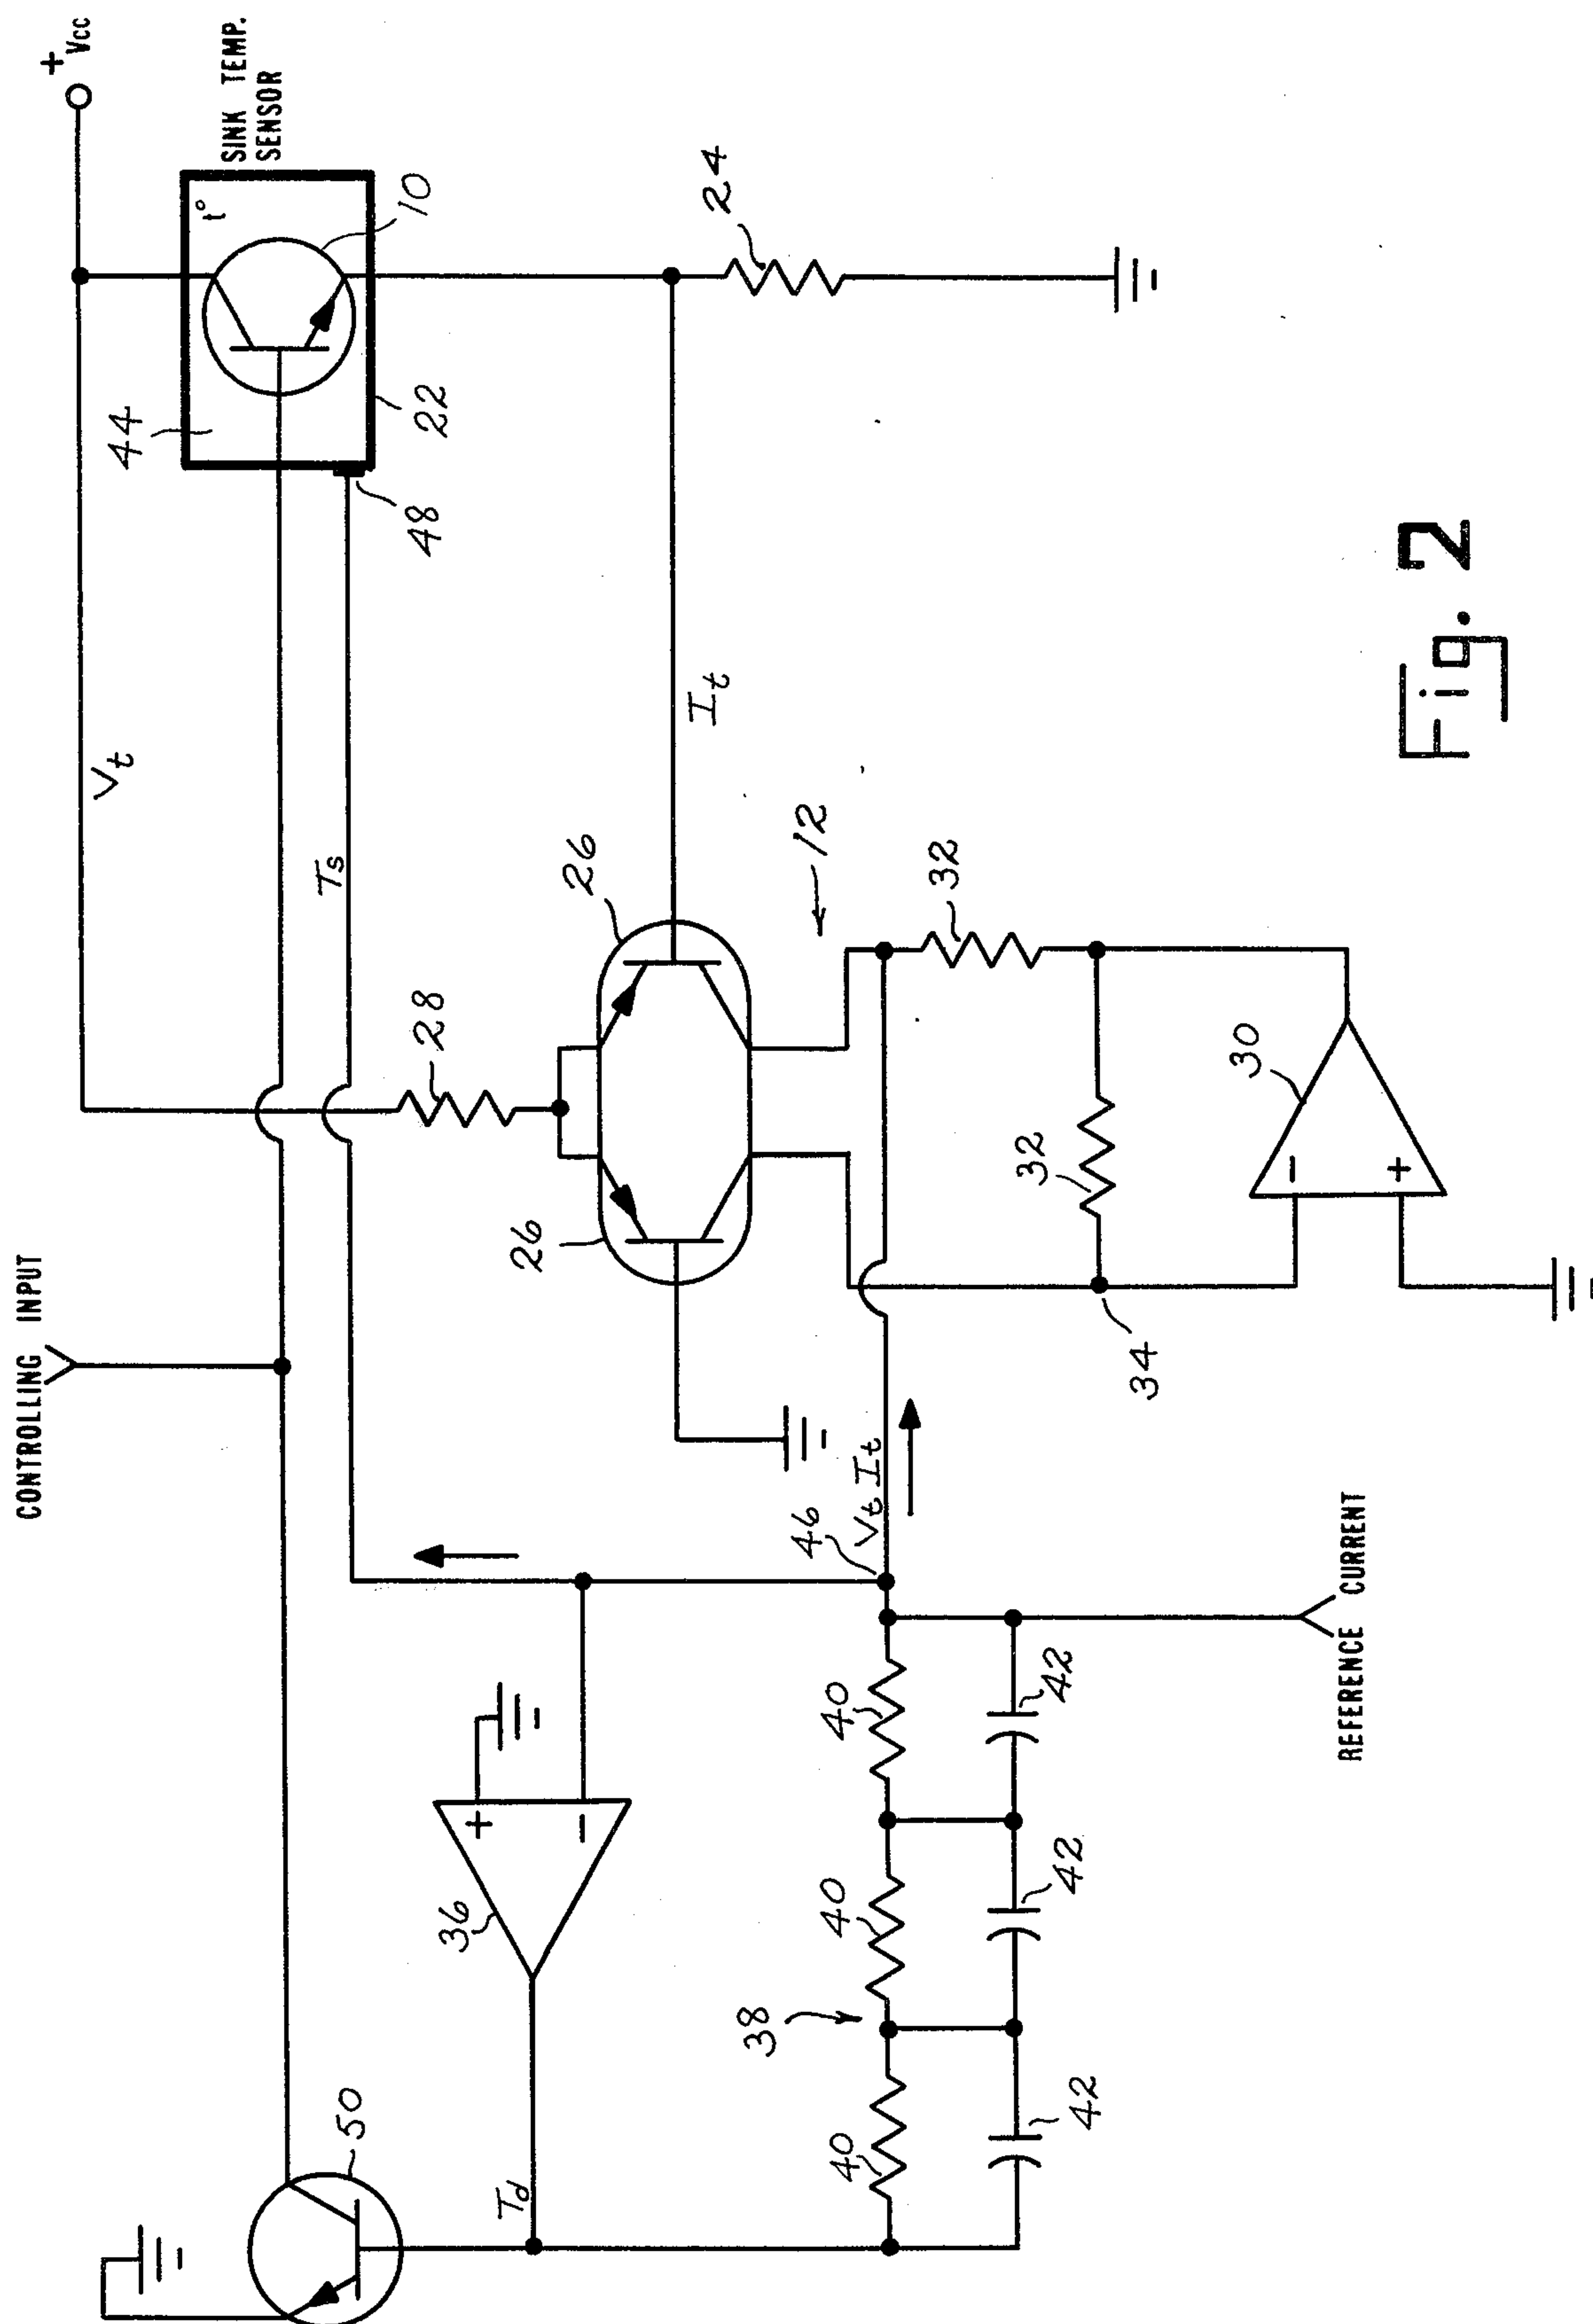 CONTROLLING INPUT
+Vcc
SINK TEMP.
SENSOR
t°
10
44
22
48
24
Vt
Ts
It
28
26
26
12
32
32
34
30
50
36
+
−
Td
46
Vt It
38
40
40
40
42
42
42
−
+
REFERENCE CURRENT
Fig. 2